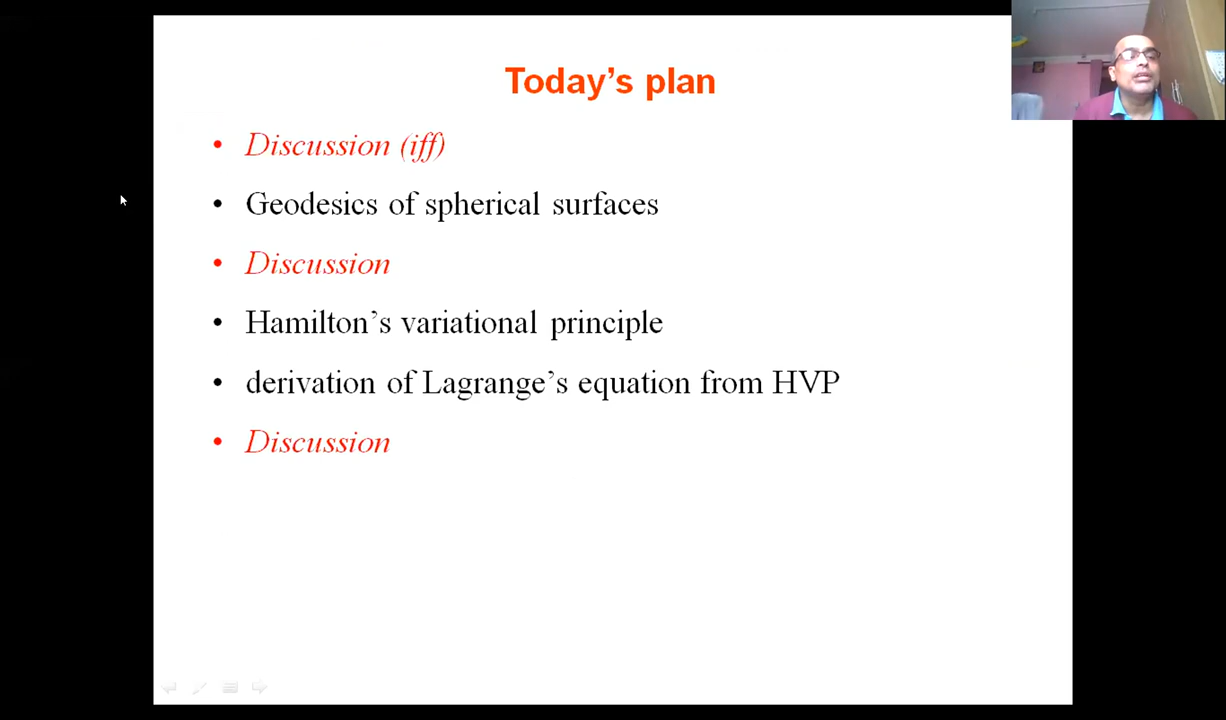 Today's plan
• Discussion (iff)
• Geodesics of spherical surfaces
• Discussion
• Hamilton's variational principle
• derivation of Lagrange's equation from HVP
• Discussion